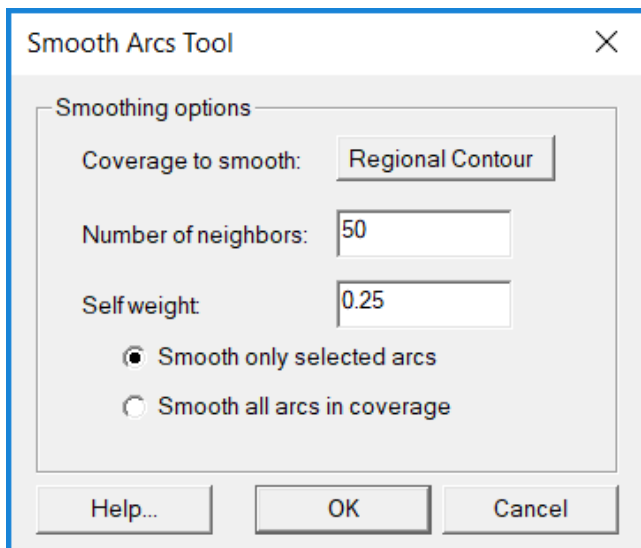 Smooth Arcs Tool
Smoothing options
Coverage to smooth: Regional Contour
Number of neighbors: 50
Self weight: 0.25
Smooth only selected arcs
Smooth all arcs in coverage
Help... OK Cancel